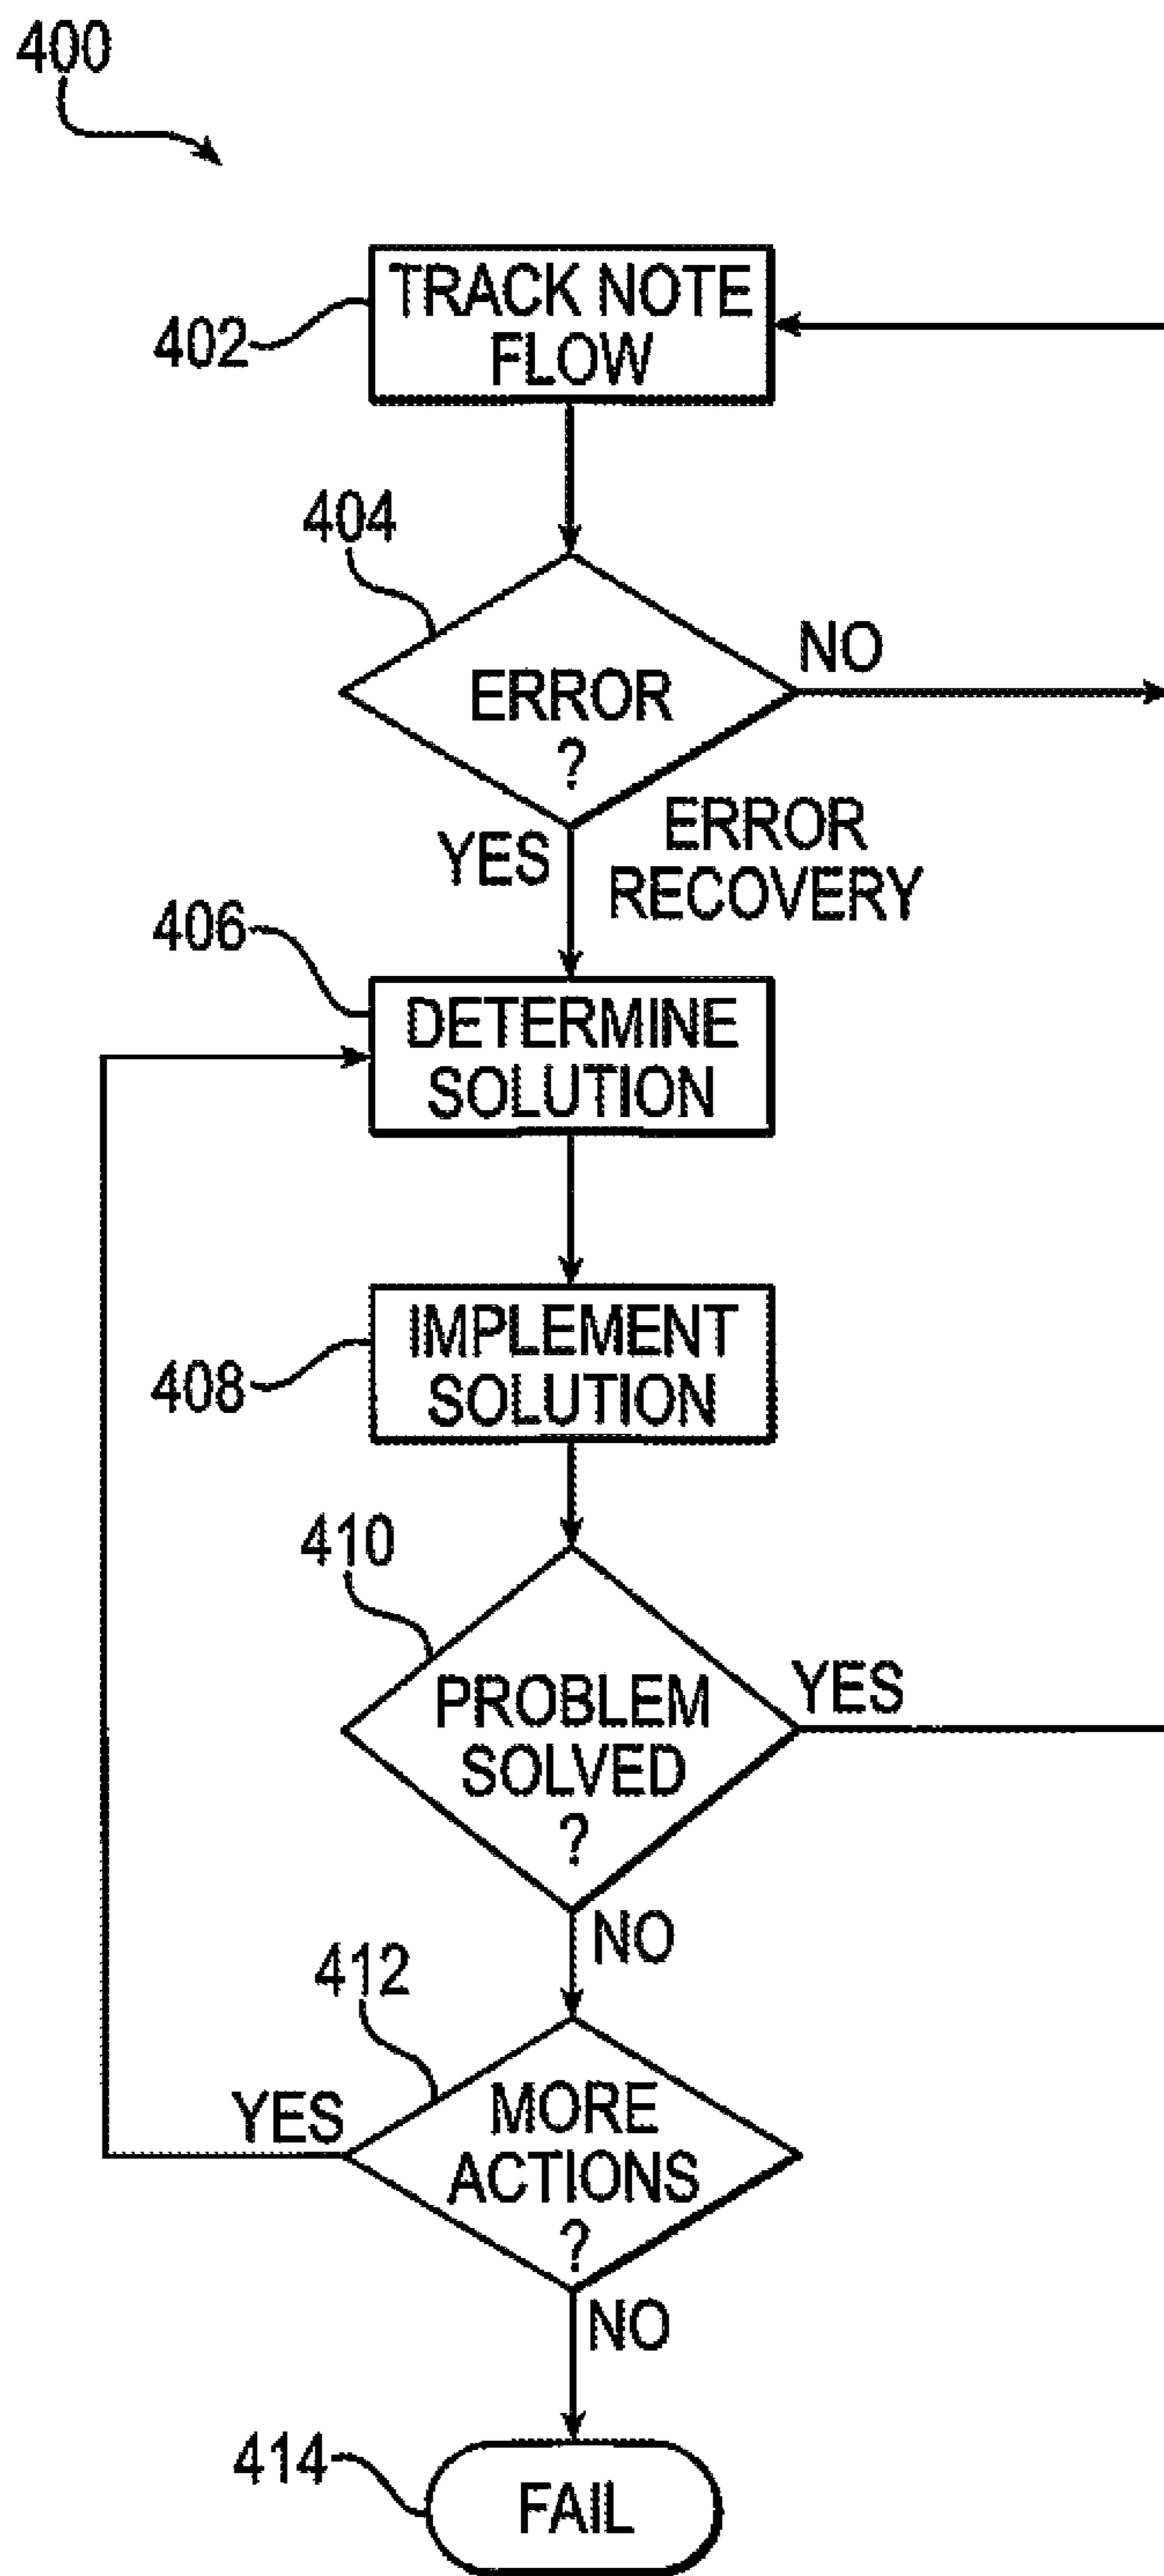 400
TRACK NOTE
FLOW
402
404
ERROR
?
NO
YES
ERROR
RECOVERY
406
DETERMINE
SOLUTION
IMPLEMENT
SOLUTION
408
410
PROBLEM
SOLVED
?
YES
NO
412
YES
MORE
ACTIONS
?
NO
414
FAIL